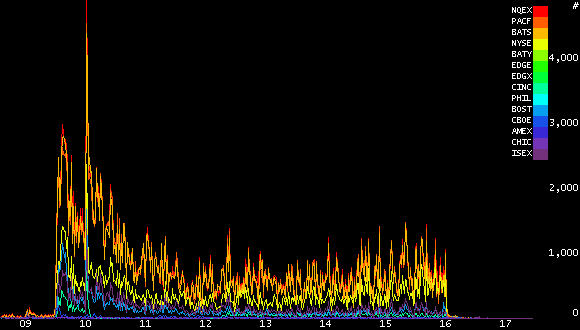 NQEX #
PACF
BATS
NYSE
BATY 4,000
EDGE
EDGX
CINC
PHIL
BOST 3,000
CBOE
AMEX
CHIC
ISEX
2,000
1,000
0
09 10 11 12 13 14 15 16 17